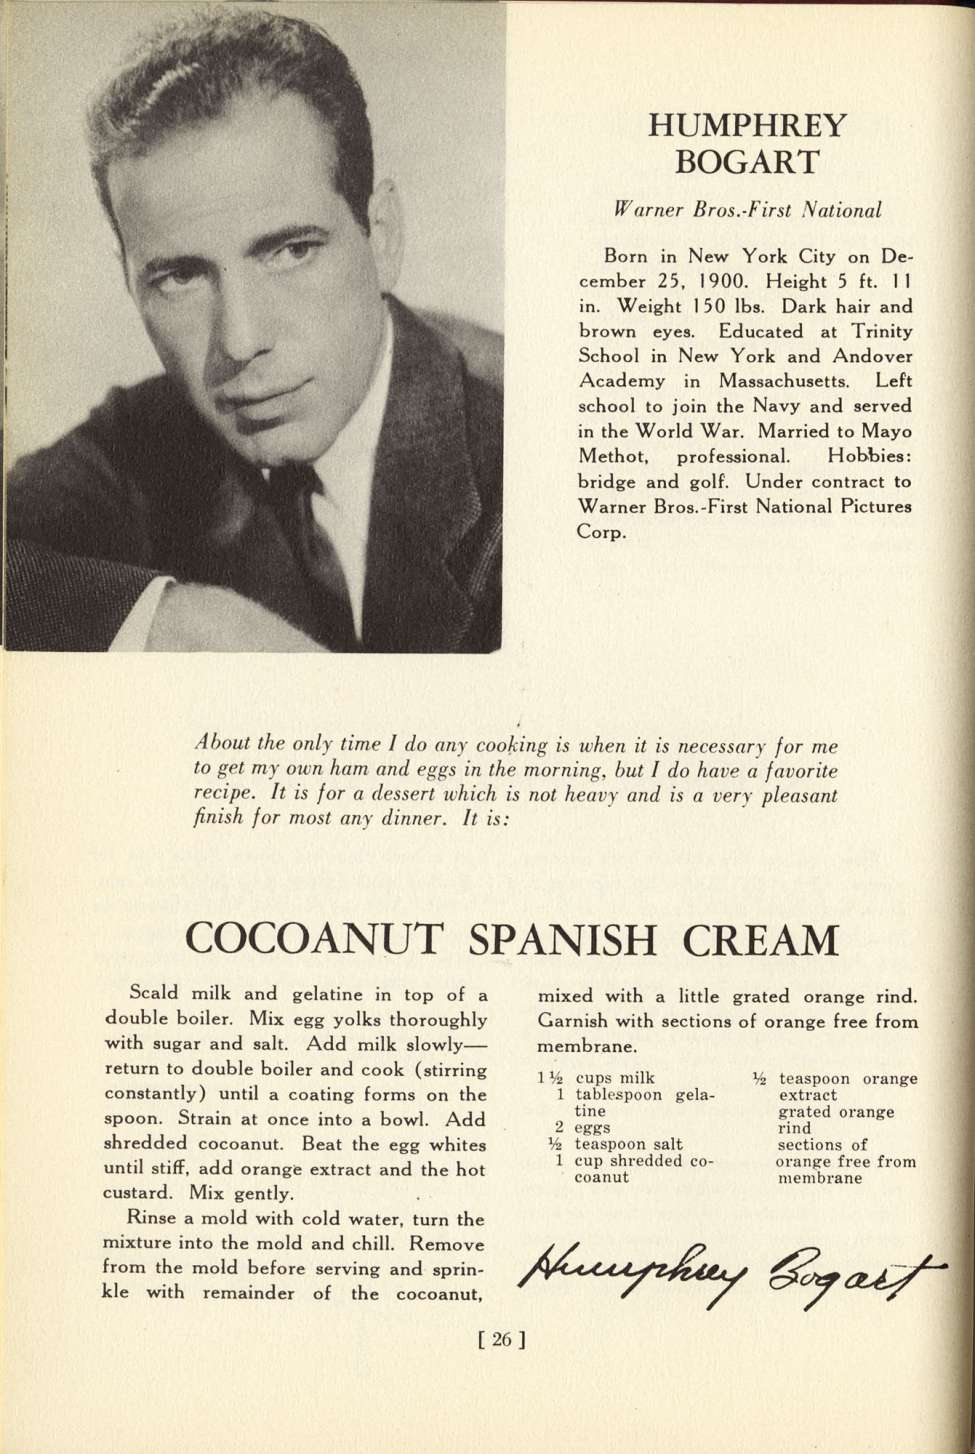 HUMPHREY
BOGART
Warner Bros.-First National
Born in New York City on De-
cember 25, 1900. Height 5 ft. 11
in. Weight 150 lbs. Dark hair and
brown eyes. Educated at Trinity
School in New York and Andover
Academy in Massachusetts. Left
school to join the Navy and served
in the World War. Married to Mayo
Methot, professional. Hobbies:
bridge and golf. Under contract to
Warner Bros.-First National Pictures
Corp.
About the only time I do any cooking is when it is necessary for me
to get my own ham and eggs in the morning, but I do have a favorite
recipe. It is for a dessert which is not heavy and is a very pleasant
finish for most any dinner. It is:
COCOANUT SPANISH CREAM
Scald milk and gelatine in top of a
double boiler. Mix egg yolks thoroughly
with sugar and salt. Add milk slowly—
return to double boiler and cook (stirring
constantly) until a coating forms on the
spoon. Strain at once into a bowl. Add
shredded cocoanut. Beat the egg whites
until stiff, add orange extract and the hot
custard. Mix gently.
Rinse a mold with cold water, turn the
mixture into the mold and chill. Remove
from the mold before serving and sprin-
kle with remainder of the cocoanut,
mixed with a little grated orange rind.
Garnish with sections of orange free from
membrane.
1½ cups milk
1 tablespoon gela-
tine
2 eggs
½ teaspoon salt
1 cup shredded co-
coanut
½ teaspoon orange
extract
grated orange
rind
sections of
orange free from
membrane
Humphrey Bogart
[ 26 ]